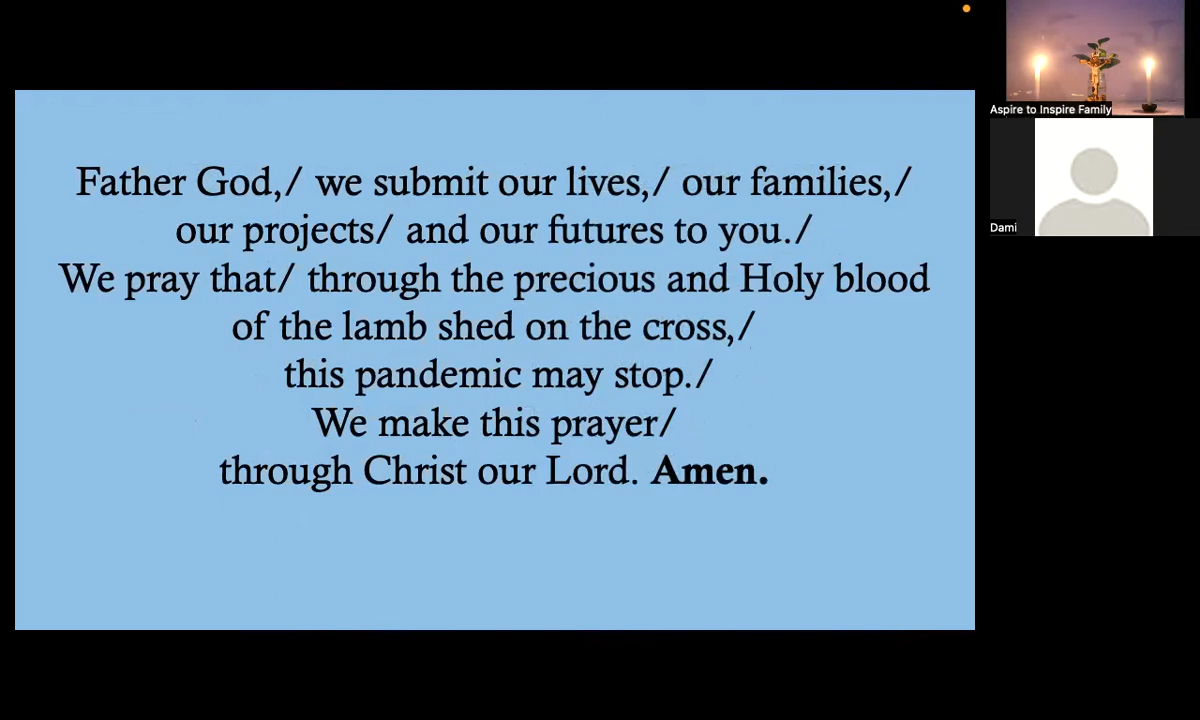 Father God,/ we submit our lives,/ our families,/
our projects/ and our futures to you./
We pray that/ through the precious and Holy blood
of the lamb shed on the cross,/
this pandemic may stop./
We make this prayer/
through Christ our Lord. Amen.
Aspire to Inspire Family
Dami